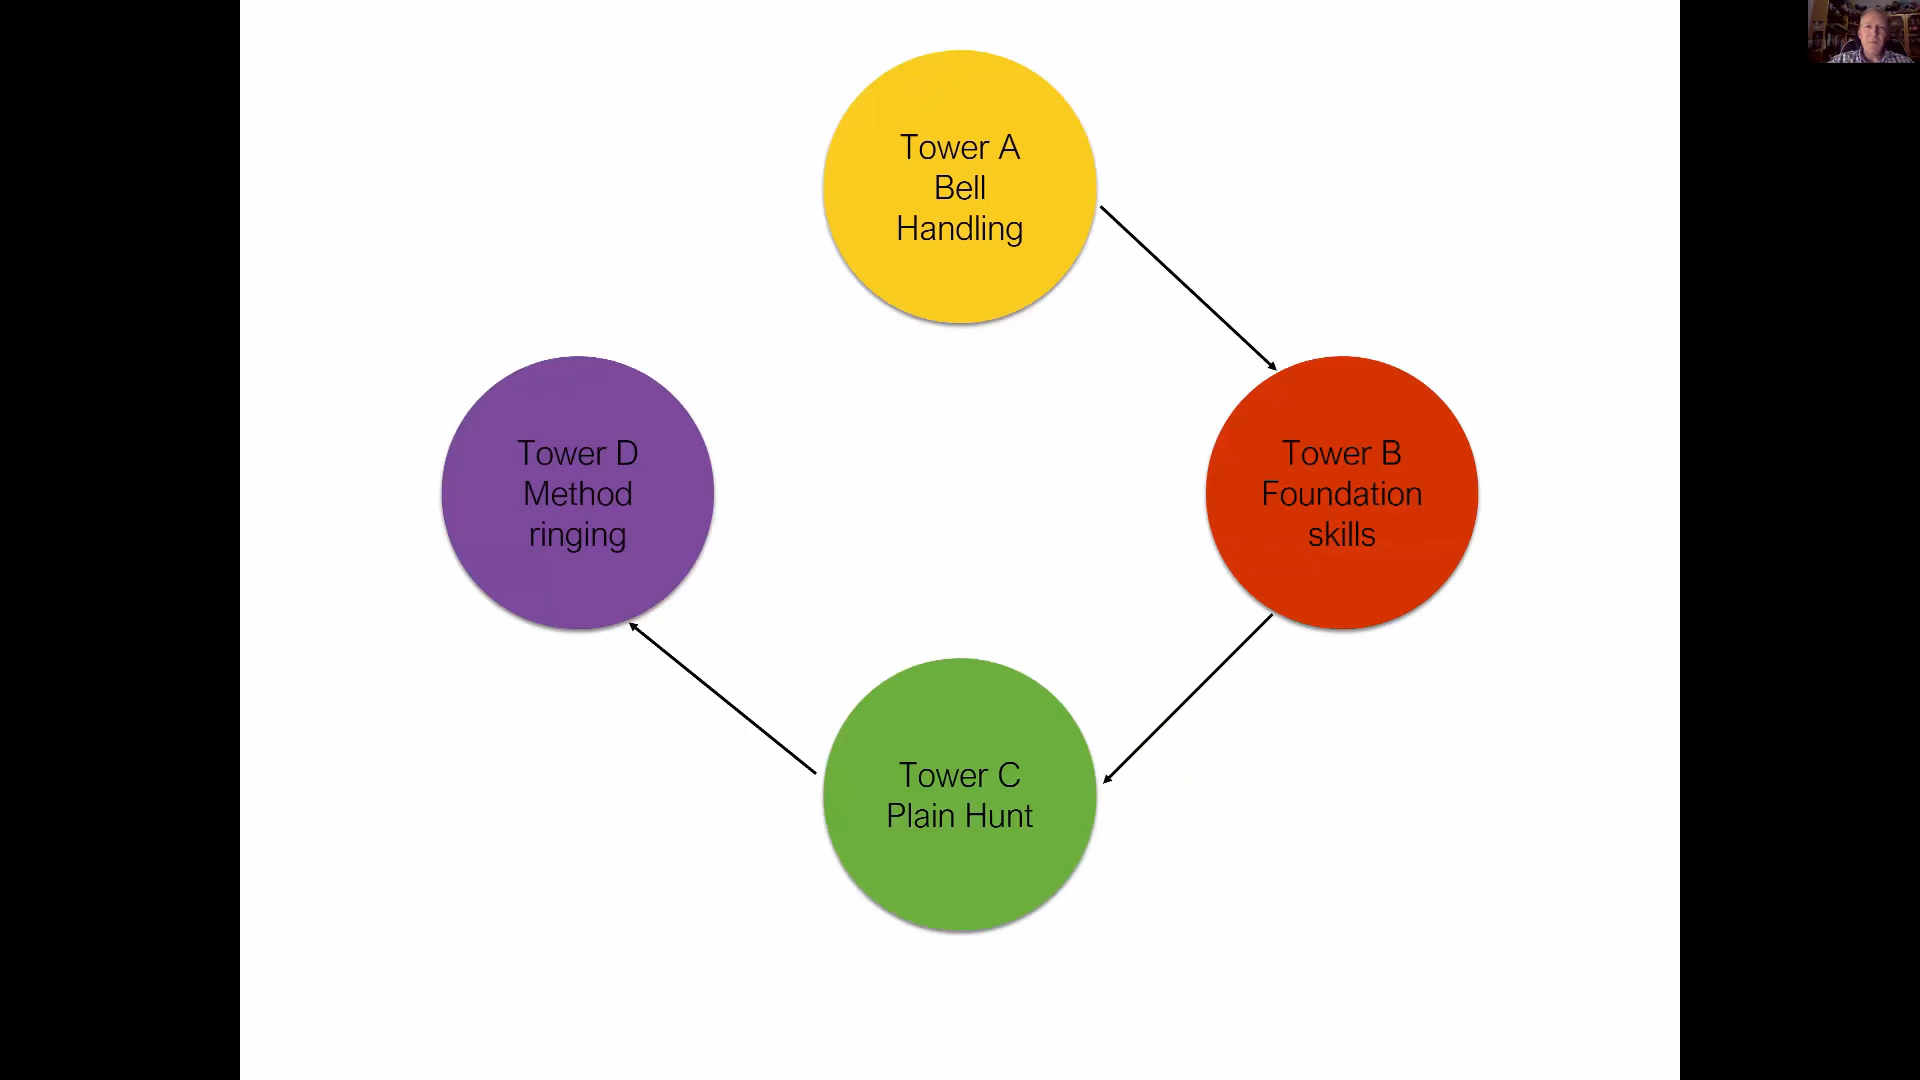 Tower A
Bell
Handling
Tower B
Foundation
skills
Tower C
Plain Hunt
Tower D
Method
ringing